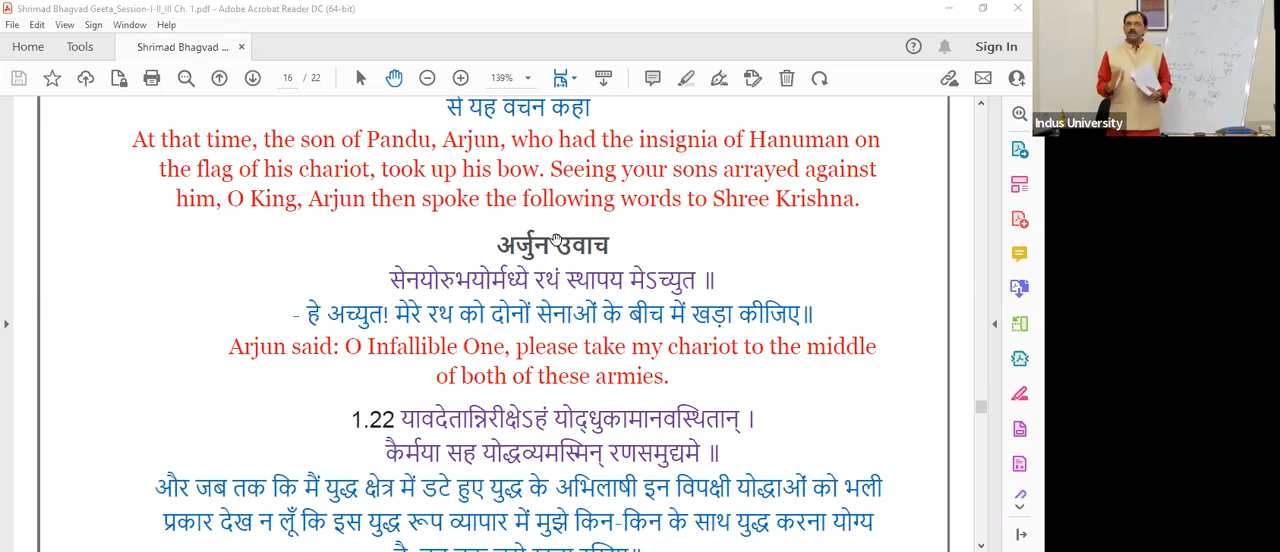 Shrimad Bhagvad Geeta_Session-I-II_III Ch. 1.pdf - Adobe Acrobat Reader DC (64-bit)
File Edit View Sign Window Help
Home Tools Shrimad Bhagvad ... × Sign In
16 / 22 139%
Indus University
से यह वचन कहा
At that time, the son of Pandu, Arjun, who had the insignia of Hanuman on
the flag of his chariot, took up his bow. Seeing your sons arrayed against
him, O King, Arjun then spoke the following words to Shree Krishna.
अर्जुन उवाच
सेनयोरुभयोर्मध्ये रथं स्थापय मेऽच्युत ॥
- हे अच्युत! मेरे रथ को दोनों सेनाओं के बीच में खड़ा कीजिए॥
Arjun said: O Infallible One, please take my chariot to the middle
of both of these armies.
1.22 यावदेतान्निरीक्षेऽहं योद्धुकामानवस्थितान् ।
कैर्मया सह योद्धव्यमस्मिन् रणसमुद्यमे ॥
और जब तक कि मैं युद्ध क्षेत्र में डटे हुए युद्ध के अभिलाषी इन विपक्षी योद्धाओं को भली
प्रकार देख न लूँ कि इस युद्ध रूप व्यापार में मुझे किन-किन के साथ युद्ध करना योग्य